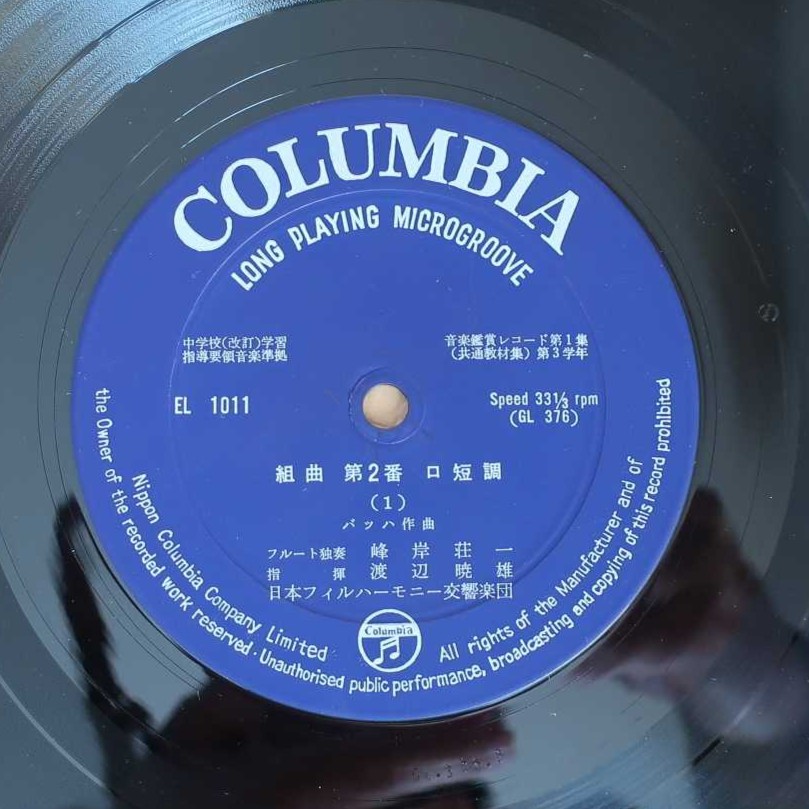 COLUMBIA
LONG PLAYING MICROGROOVE
中学校(改訂)学習
指導要領音楽準拠
音楽鑑賞レコード第1集
(共通教材集)第3学年
EL 1011
Speed 33⅓ rpm
(GL 376)
組曲 第2番 ロ短調
(1)
バッハ作曲
フルート独奏 峰岸荘一
指揮 渡辺暁雄
日本フィルハーモニー交響楽団
Columbia
Nippon Columbia Company Limited
All rights of the Manufacturer and of
the Owner of the recorded work reserved · Unauthorised public performance, broadcasting and copying of this record prohibited